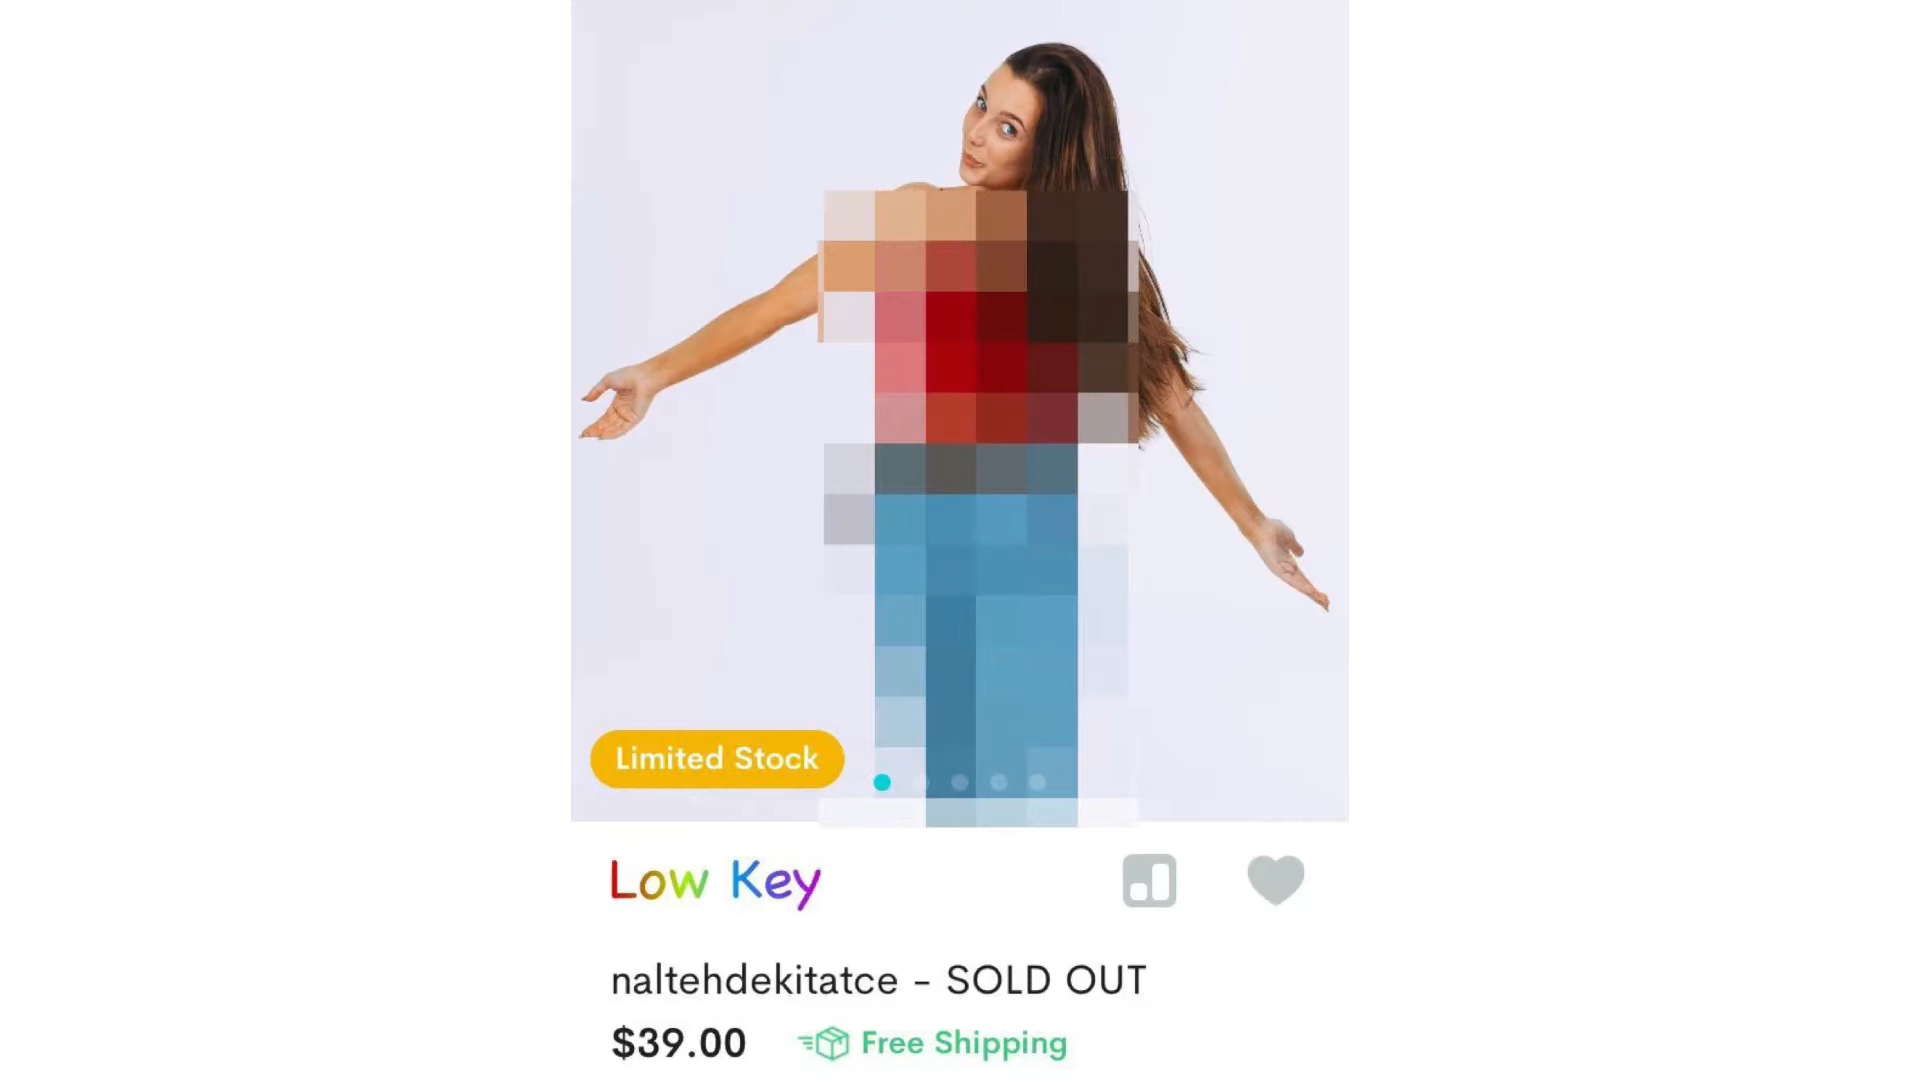 Limited Stock
Low Key
naltehdekitatce - SOLD OUT
$39.00 Free Shipping